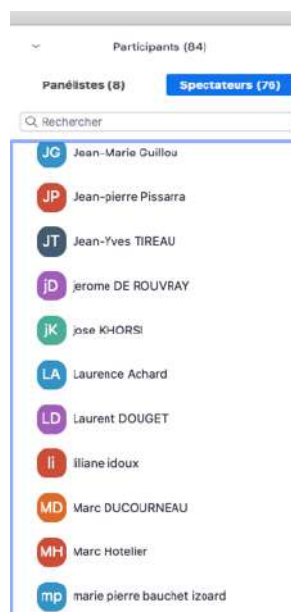 Participants (84)
Panélistes (8) Spectateurs (76)
Rechercher
JG Jean-Marie Guillou
JP Jean-pierre Pissarra
JT Jean-Yves TIREAU
jD jerome DE ROUVRAY
jK jose KHORSI
LA Laurence Achard
LD Laurent DOUGET
li liliane idoux
MD Marc DUCOURNEAU
MH Marc Hotelier
mp marie pierre bauchet izoard